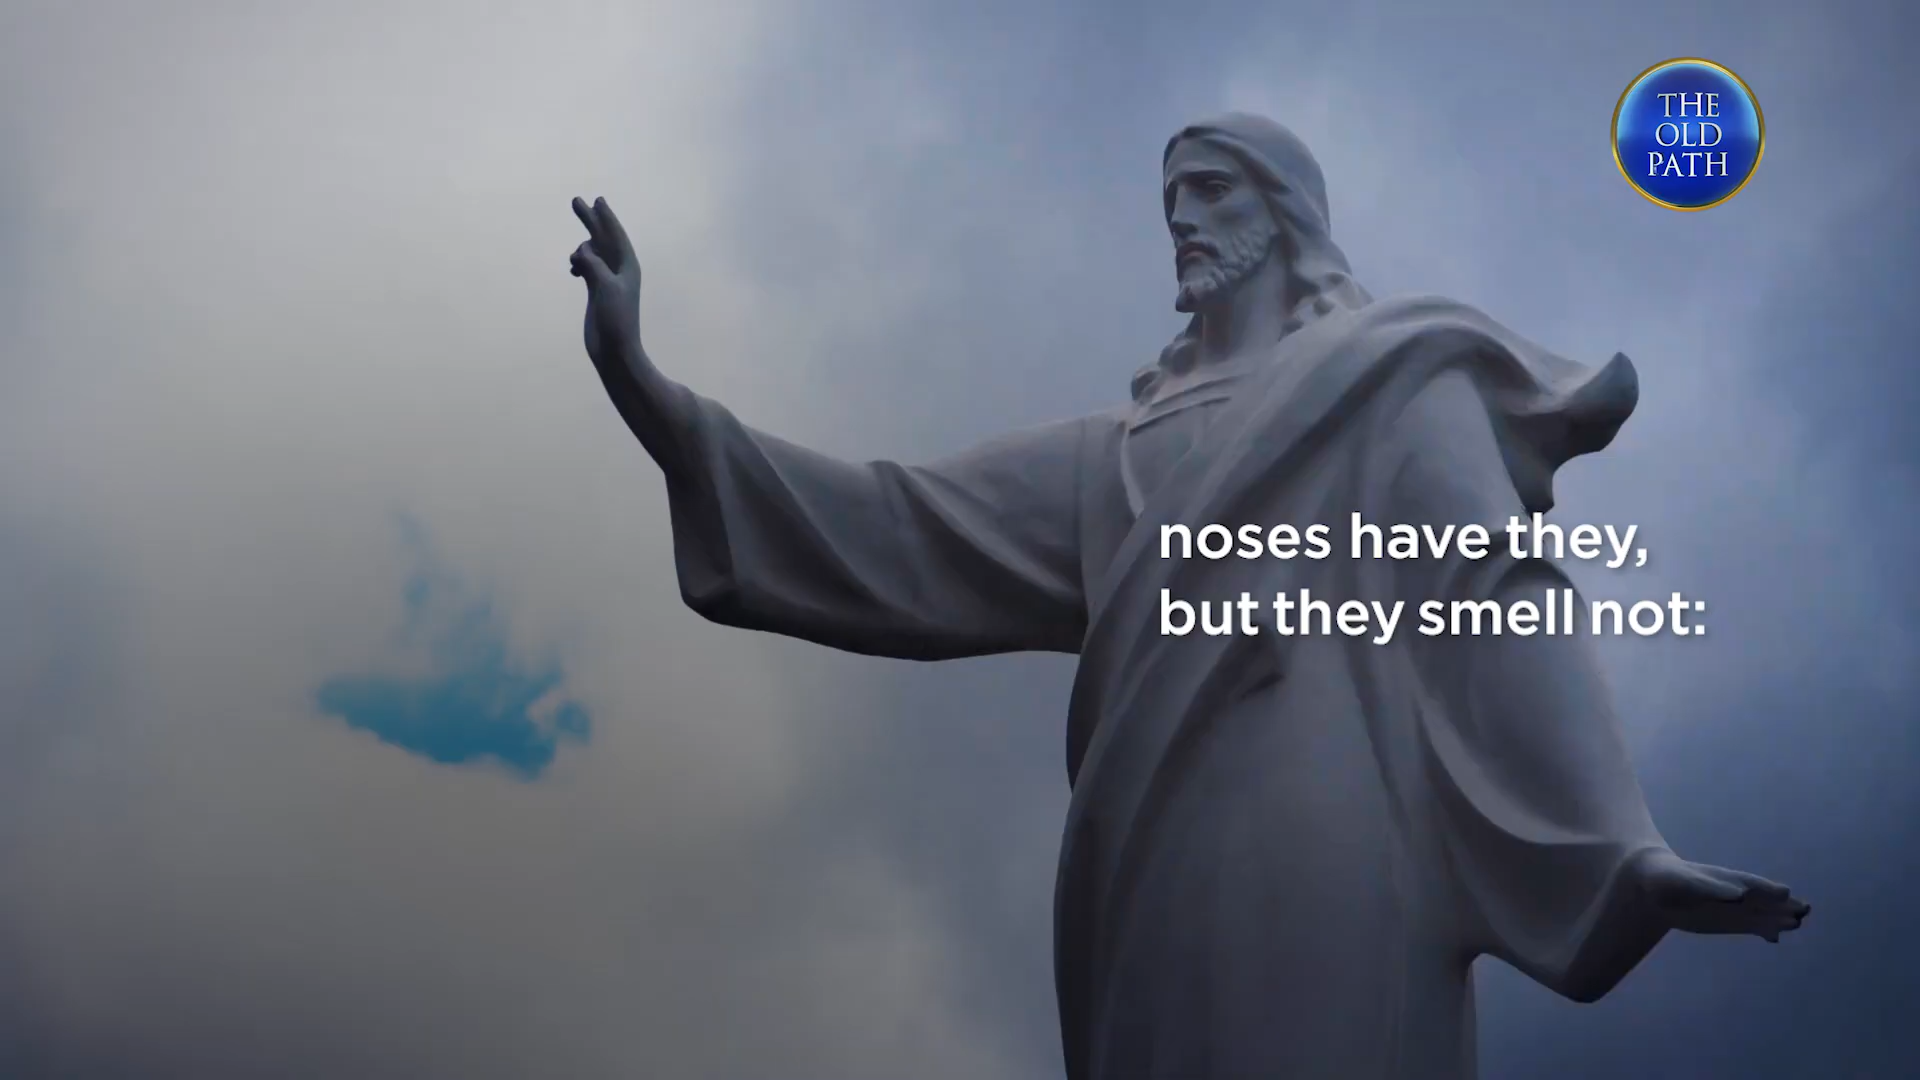 THE
OLD
PATH
noses have they,
but they smell not: